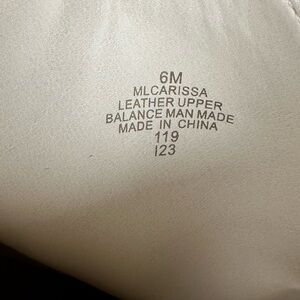 6M
MLCARISSA
LEATHER UPPER
BALANCE MAN MADE
MADE IN CHINA
119
I23